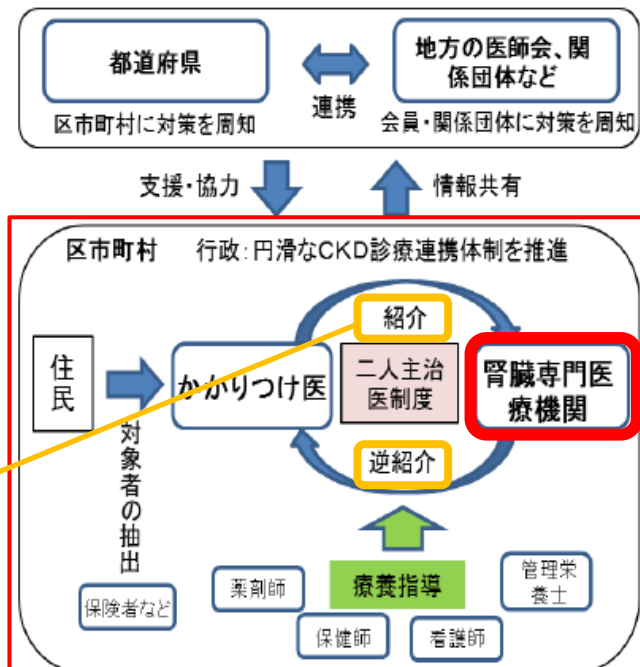 都道府県
地方の医師会、関
係団体など
連携
区市町村に対策を周知
会員・関係団体に対策を周知
支援・協力
情報共有
区市町村 行政：円滑なCKD診療連携体制を推進
紹介
住民
かかりつけ医
二人主治
医制度
腎臓専門医
療機関
逆紹介
対象者の抽出
保険者など
薬剤師
療養指導
管理栄
養士
保健師
看護師